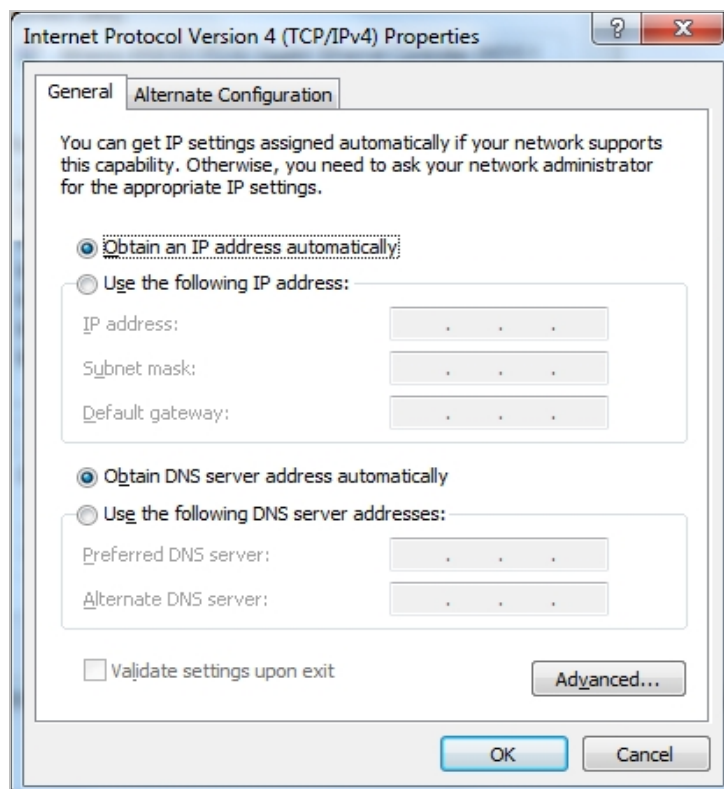 Internet Protocol Version 4 (TCP/IPv4) Properties
General
Alternate Configuration
You can get IP settings assigned automatically if your network supports
this capability. Otherwise, you need to ask your network administrator
for the appropriate IP settings.
Obtain an IP address automatically
Use the following IP address:
IP address:
Subnet mask:
Default gateway:
Obtain DNS server address automatically
Use the following DNS server addresses:
Preferred DNS server:
Alternate DNS server:
Validate settings upon exit
Advanced...
OK
Cancel